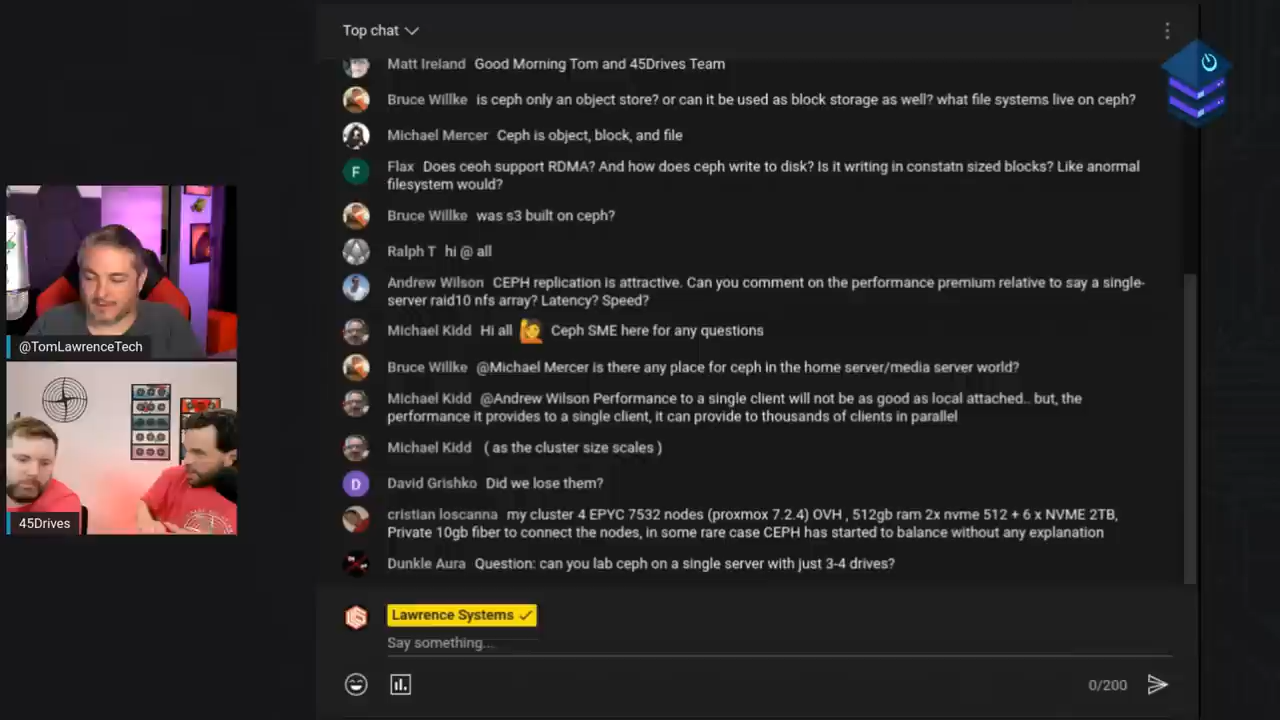 Top chat
Matt Ireland Good Morning Tom and 45Drives Team
Bruce Willke is ceph only an object store? or can it be used as block storage as well? what file systems live on ceph?
Michael Mercer Ceph is object, block, and file
F Flax Does ceoh support RDMA? And how does ceph write to disk? Is it writing in constatn sized blocks? Like anormal
filesystem would?
Bruce Willke was s3 built on ceph?
Ralph T hi @ all
Andrew Wilson CEPH replication is attractive. Can you comment on the performance premium relative to say a single-
server raid10 nfs array? Latency? Speed?
Michael Kidd Hi all 🙋 Ceph SME here for any questions
Bruce Willke @Michael Mercer is there any place for ceph in the home server/media server world?
Michael Kidd @Andrew Wilson Performance to a single client will not be as good as local attached.. but, the
performance it provides to a single client, it can provide to thousands of clients in parallel
Michael Kidd ( as the cluster size scales )
D David Grishko Did we lose them?
cristian loscanna my cluster 4 EPYC 7532 nodes (proxmox 7.2.4) OVH , 512gb ram 2x nvme 512 + 6 x NVME 2TB,
Private 10gb fiber to connect the nodes, in some rare case CEPH has started to balance without any explanation
Dunkle Aura Question: can you lab ceph on a single server with just 3-4 drives?
Lawrence Systems ✓
Say something...
0/200
@TomLawrenceTech
45Drives